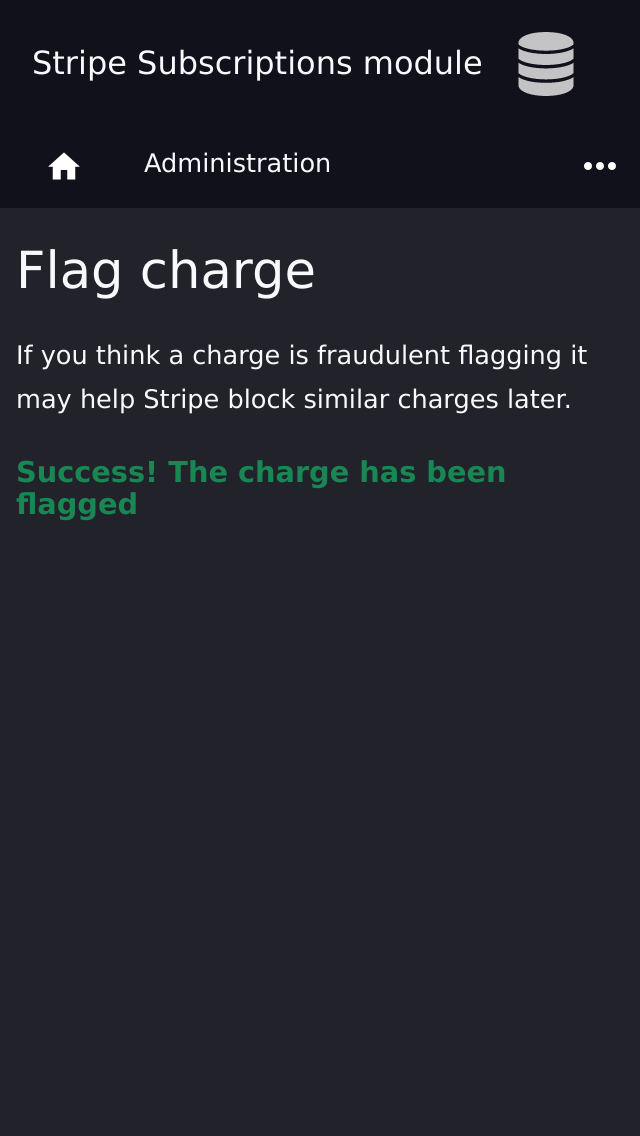 Stripe Subscriptions module
Administration
Flag charge
If you think a charge is fraudulent flagging it
may help Stripe block similar charges later.
Success! The charge has been
flagged